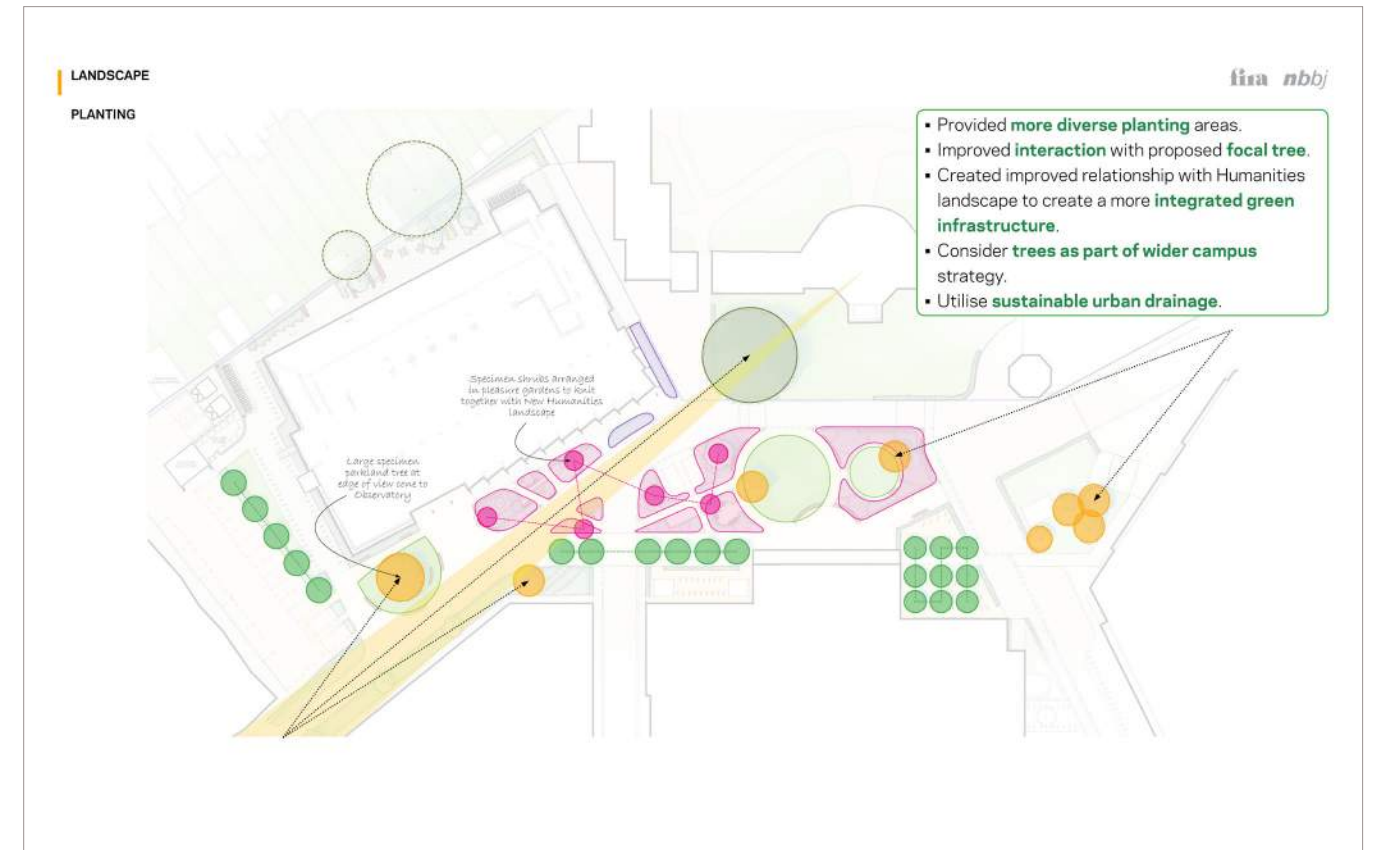 LANDSCAPE
PLANTING
fira nbbj
▪ Provided more diverse planting areas.
▪ Improved interaction with proposed focal tree.
▪ Created improved relationship with Humanities
landscape to create a more integrated green
infrastructure.
▪ Consider trees as part of wider campus
strategy.
▪ Utilise sustainable urban drainage.
Specimen shrubs arranged
in pleasure gardens to knit
together with New Humanities
landscape
Large specimen
parkland tree at
edge of view cone to
Observatory